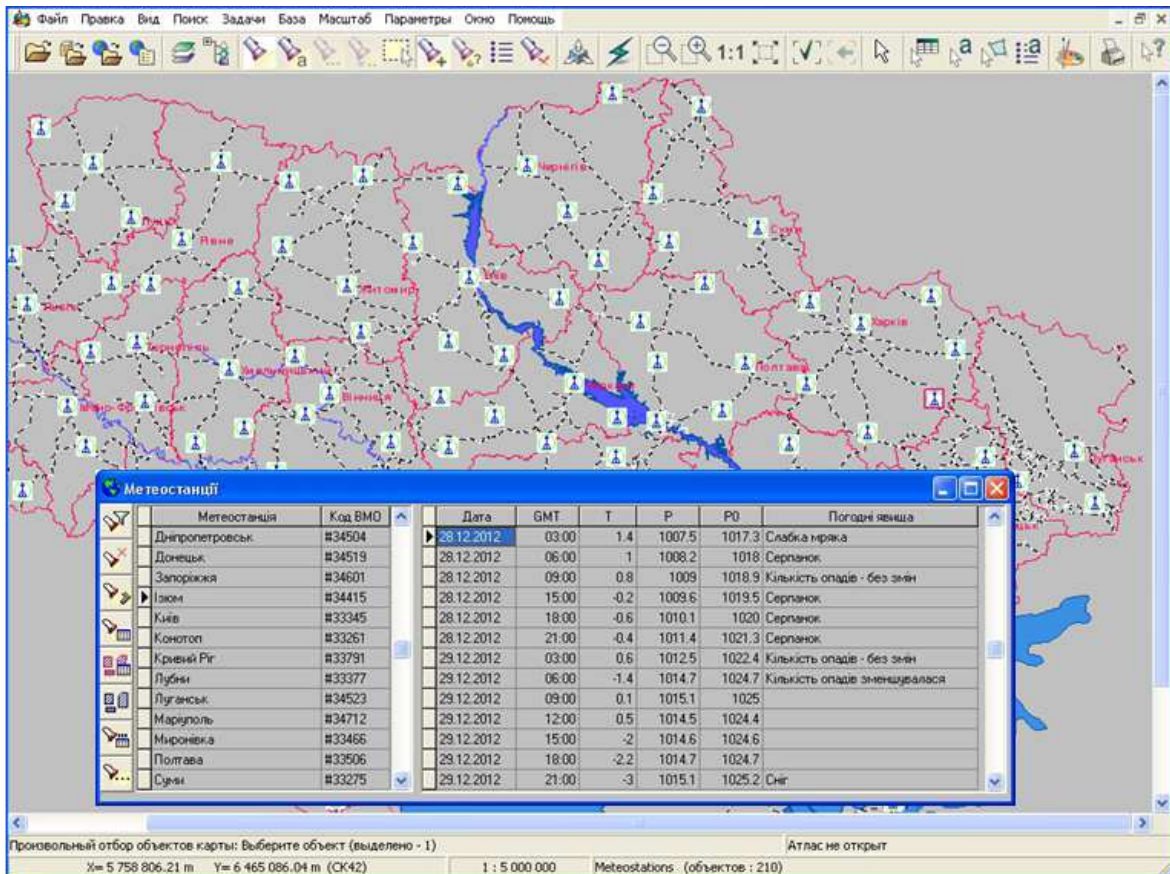 Файл Правка Вид Поиск Задачи База Масштаб Параметры Окно Помощь
1:1
Чернігів
Суми
Рівне
Київ
Житомир
Харків
Тернопіль
Хмельницький
Полтава
Вінниця
Луганськ
Метеостанції
Метеостанція Код ВМО Дата GMT T P P0 Погодні явища
Дніпропетровськ #34504 28.12.2012 03:00 1.4 1007.5 1017.3 Слабка мряка
Донецьк #34519 28.12.2012 06:00 1 1008.2 1018 Серпанок
Запоріжжя #34601 28.12.2012 09:00 0.8 1009 1018.9 Кількість опадів - без змін
Ізюм #34415 28.12.2012 15:00 -0.2 1009.6 1019.5 Серпанок
Київ #33345 28.12.2012 18:00 -0.6 1010.1 1020 Серпанок
Конотоп #33261 28.12.2012 21:00 -0.4 1011.4 1021.3 Серпанок
Кривий Ріг #33791 29.12.2012 03:00 0.6 1012.5 1022.4 Кількість опадів - без змін
Лубни #33377 29.12.2012 06:00 -1.4 1014.7 1024.7 Кількість опадів зменшувалася
Луганськ #34523 29.12.2012 09:00 0.1 1015.1 1025
Маріуполь #34712 29.12.2012 12:00 0.5 1014.5 1024.4
Миронівка #33466 29.12.2012 15:00 -2 1014.6 1024.6
Полтава #33506 29.12.2012 18:00 -2.2 1014.7 1024.7
Суми #33275 29.12.2012 21:00 -3 1015.1 1025.2 Сніг
Произвольный отбор объектов карты: Выберите объект (выделено - 1) Атлас не открыт
X= 5 758 806.21 m Y= 6 465 086.04 m (СК42) 1 : 5 000 000 Meteostations (объектов : 210)